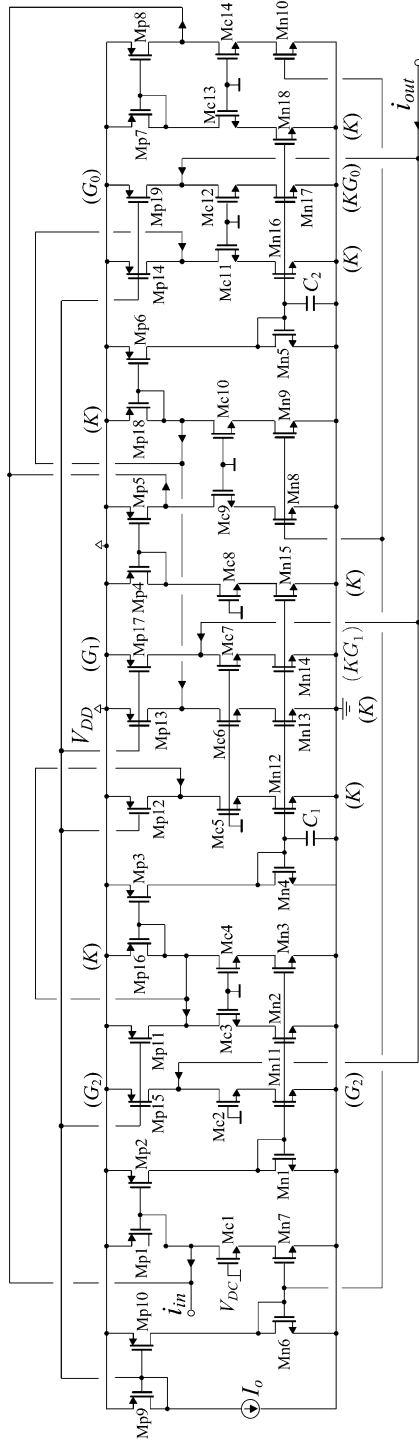 (G2)
(K)
VDD
(G1)
(K)
(G0)
Mp9
Mp10
Mp1
Mp2
Mp15
Mp11
Mp16
Mp3
Mp12
Mp13
Mp17
Mp4
Mp5
Mp18
Mp6
Mp14
Mp19
Mp7
Mp8
iin
VDC
Mc1
Mc2
Mc3
Mc4
Mc5
Mc6
Mc7
Mc8
Mc9
Mc10
Mc11
Mc12
Mc13
Mc14
Io
Mn6
Mn7
Mn1
Mn11
Mn2
Mn3
Mn4
C1
Mn12
Mn13
Mn14
Mn15
Mn8
Mn9
Mn5
C2
Mn16
Mn17
Mn18
Mn10
(G2)
(K)
(K)
(KG1)
(K)
(K)
(KG0)
(K)
iout